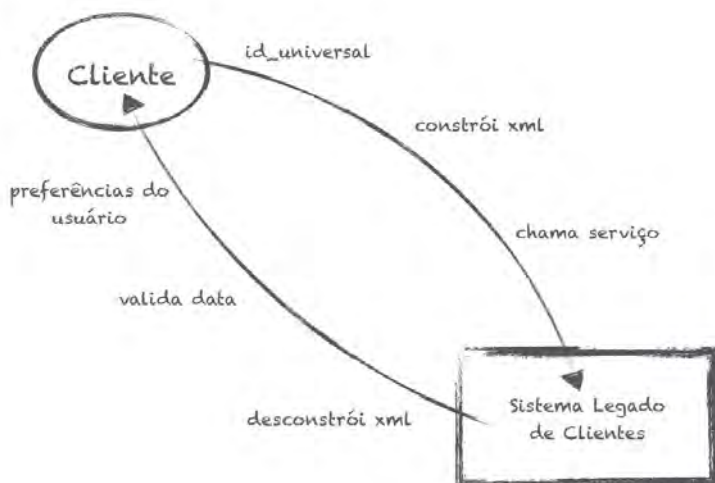 id_universal
Cliente
constrói xml
preferências do
usuário
chama serviço
valida data
desconstrói xml
Sistema Legado
de Clientes